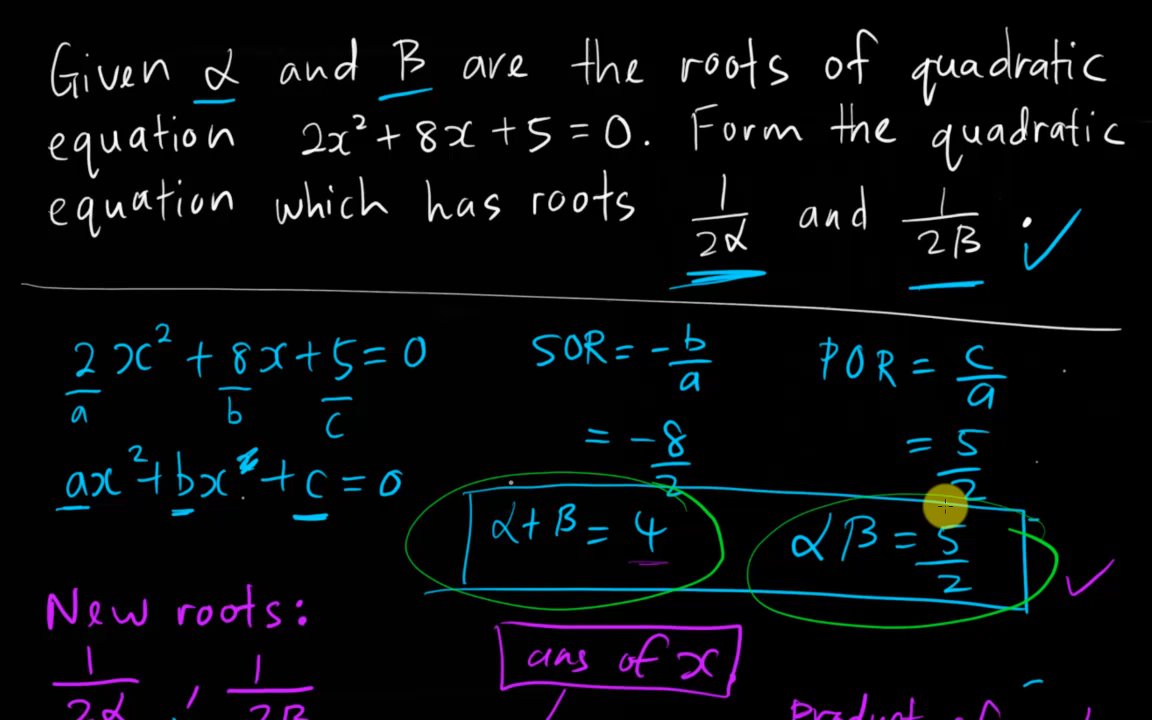 Given α and β are the roots of quadratic
equation 2x² + 8x + 5 = 0. Form the quadratic
equation which has roots 1/2α and 1/2β.
2x² + 8x + 5 = 0
a b c
ax² + bx + c = 0
SOR = -b/a
= -8/2
α + β = 4
POR = c/a
= 5/2
αβ = 5/2
New roots:
1/2α , 1/2β
ans of x
Product of